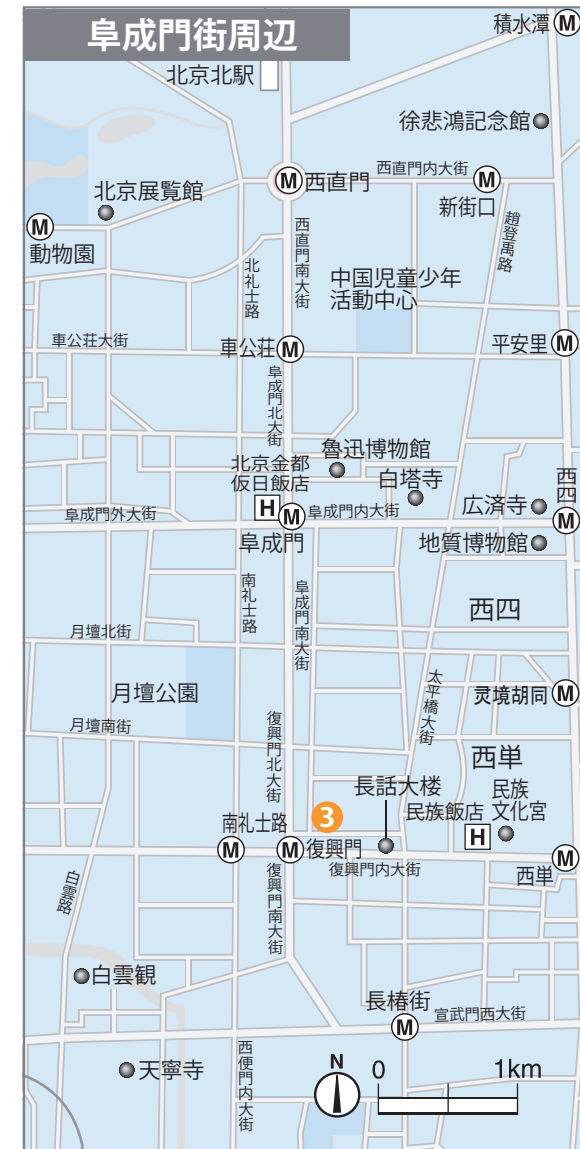 阜成門街周辺
積水潭
M
北京北駅
徐悲鴻記念館
西直門内大街
M
西直門
M
北京展覧館
新街口
M
動物園
西直門南大街
趙登禹路
北礼士路
中国児童少年
活動中心
車公荘大街
車公荘
M
平安里
M
阜成門北大街
魯迅博物館
北京金都
仮日飯店
白塔寺
西四
H
広済寺
阜成門外大街
M
阜成門内大街
M
阜成門
地質博物館
南礼士路
阜成門南大街
西四
月壇北街
太平橋大街
月壇公園
灵境胡同
M
復興門北大街
月壇南街
西単
長話大楼
民族
文化宮
民族飯店
3
南礼士路
H
M
M
復興門
復興門内大街
M
西単
白雲路
復興門南大街
白雲観
長椿街
宣武門西大街
M
西便門内大街
天寧寺
N
0
1km